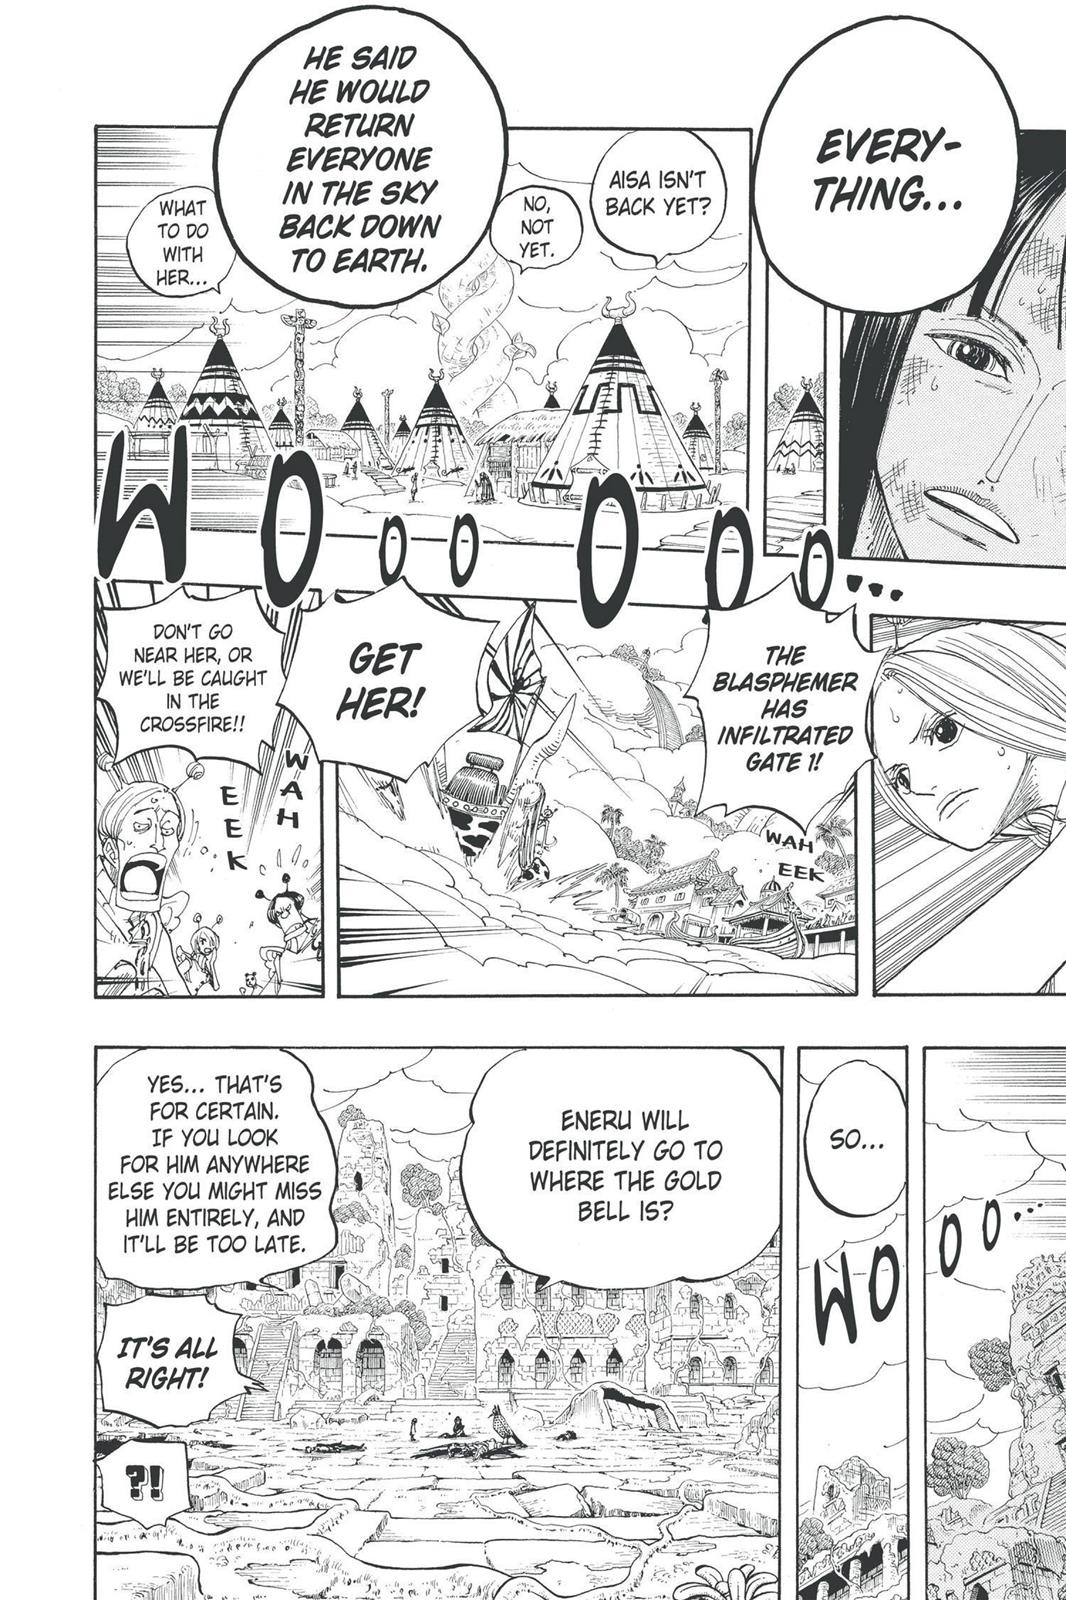 EVERY-
THING...
HE SAID
HE WOULD
RETURN
EVERYONE
IN THE SKY
BACK DOWN
TO EARTH.
AISA ISN'T
BACK YET?
NO,
NOT
YET.
WHAT
TO DO
WITH
HER...
WOooOOO...
THE
BLASPHEMER
HAS
INFILTRATED
GATE 1!
WAH
EEK
GET
HER!
DON'T GO
NEAR HER, OR
WE'LL BE CAUGHT
IN THE
CROSSFIRE!!
WAH
EEK
WOOO...
SO...
ENERU WILL
DEFINITELY GO TO
WHERE THE GOLD
BELL IS?
YES... THAT'S
FOR CERTAIN.
IF YOU LOOK
FOR HIM ANYWHERE
ELSE YOU MIGHT MISS
HIM ENTIRELY, AND
IT'LL BE TOO LATE.
IT'S ALL
RIGHT!
?!